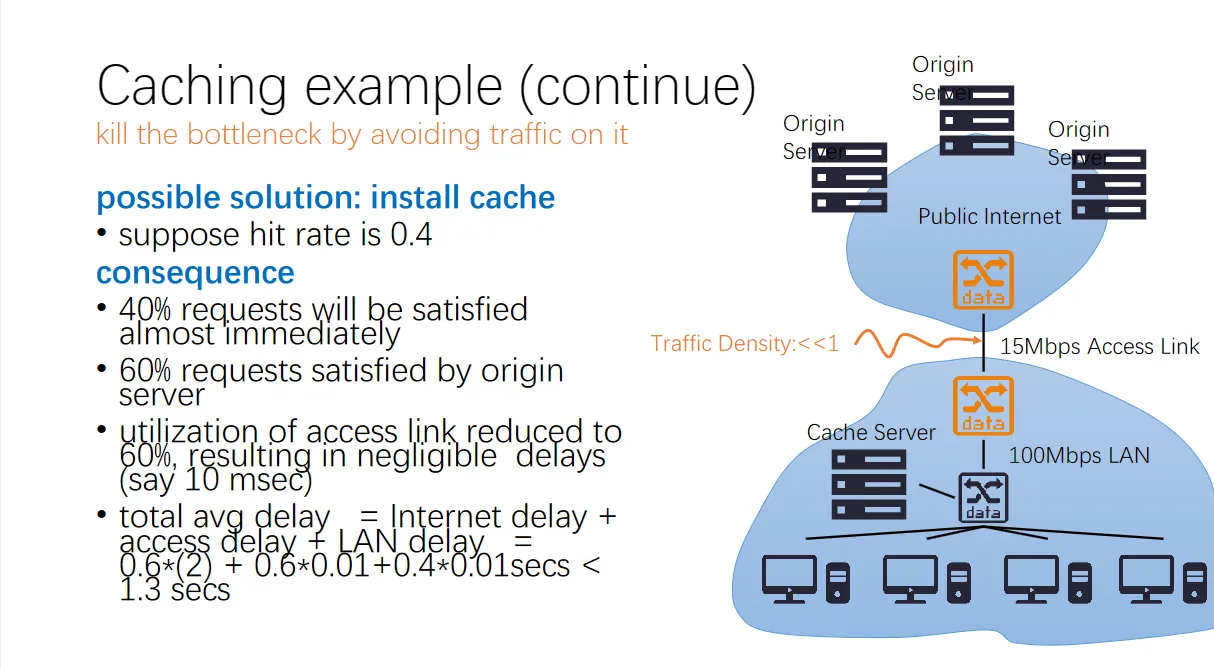 Caching example (continue)
kill the bottleneck by avoiding traffic on it
possible solution: install cache
• suppose hit rate is 0.4
consequence
• 40% requests will be satisfied
almost immediately
• 60% requests satisfied by origin
server
• utilization of access link reduced to
60%, resulting in negligible delays
(say 10 msec)
• total avg delay = Internet delay +
access delay + LAN delay =
0.6*(2) + 0.6*0.01+0.4*0.01secs <
1.3 secs
Origin
Server
Origin
Server
Origin
Server
Public Internet
data
Traffic Density:<<1
15Mbps Access Link
data
Cache Server
100Mbps LAN
data